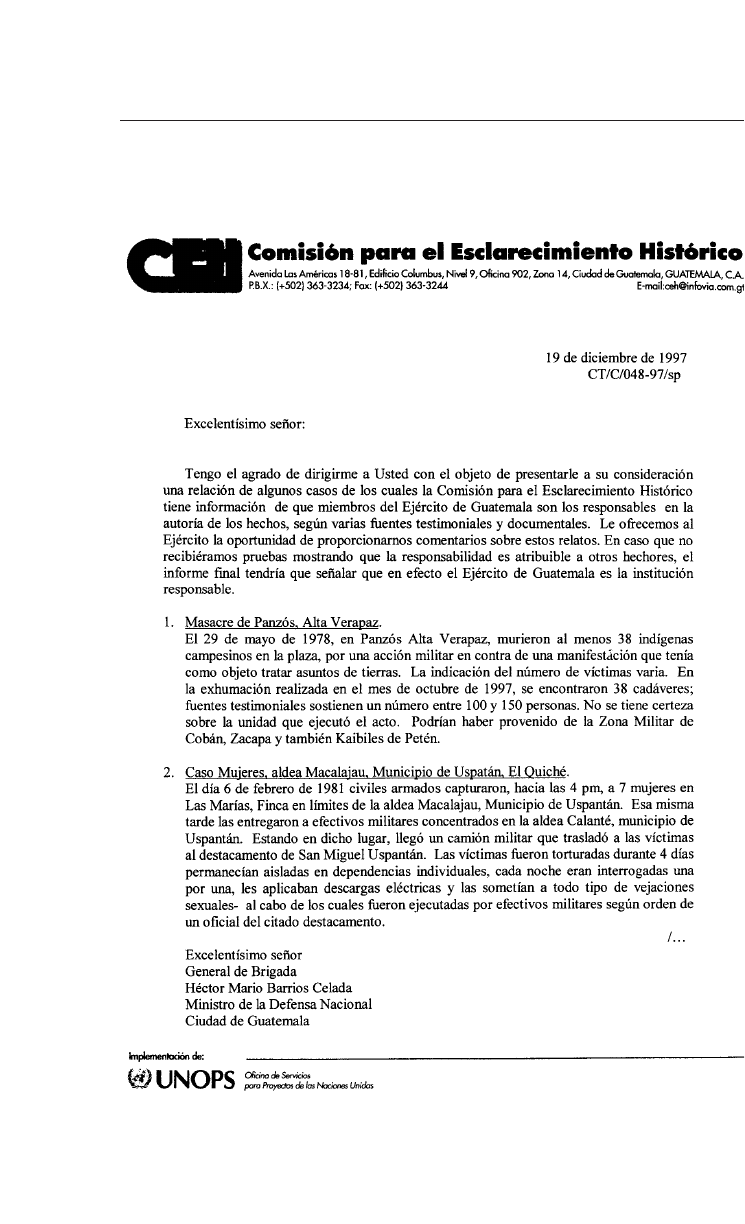 CEH Comisión para el Esclarecimiento Histórico
Avenida Las Américas 18-81, Edificio Columbus, Nivel 9, Oficina 902, Zona 14, Ciudad de Guatemala, GUATEMALA, C.A.
P.B.X.: (+502) 363-3234; Fax: (+502) 363-3244 E-mail:ceh@infovia.com.gt
19 de diciembre de 1997
CT/C/048-97/sp
Excelentísimo señor:
Tengo el agrado de dirigirme a Usted con el objeto de presentarle a su consideración
una relación de algunos casos de los cuales la Comisión para el Esclarecimiento Histórico
tiene información de que miembros del Ejército de Guatemala son los responsables en la
autoría de los hechos, según varias fuentes testimoniales y documentales. Le ofrecemos al
Ejército la oportunidad de proporcionarnos comentarios sobre estos relatos. En caso que no
recibiéramos pruebas mostrando que la responsabilidad es atribuible a otros hechores, el
informe final tendría que señalar que en efecto el Ejército de Guatemala es la institución
responsable.
1. Masacre de Panzós, Alta Verapaz.
El 29 de mayo de 1978, en Panzós Alta Verapaz, murieron al menos 38 indígenas
campesinos en la plaza, por una acción militar en contra de una manifestáción que tenía
como objeto tratar asuntos de tierras. La indicación del número de víctimas varia. En
la exhumación realizada en el mes de octubre de 1997, se encontraron 38 cadáveres;
fuentes testimoniales sostienen un número entre 100 y 150 personas. No se tiene certeza
sobre la unidad que ejecutó el acto. Podrían haber provenido de la Zona Militar de
Cobán, Zacapa y también Kaibiles de Petén.
2. Caso Mujeres, aldea Macalajau, Municipio de Uspatán, El Quiché.
El día 6 de febrero de 1981 civiles armados capturaron, hacia las 4 pm, a 7 mujeres en
Las Marías, Finca en límites de la aldea Macalajau, Municipio de Uspantán. Esa misma
tarde las entregaron a efectivos militares concentrados en la aldea Calanté, municipio de
Uspantán. Estando en dicho lugar, llegó un camión militar que trasladó a las víctimas
al destacamento de San Miguel Uspantán. Las víctimas fueron torturadas durante 4 días
permanecían aisladas en dependencias individuales, cada noche eran interrogadas una
por una, les aplicaban descargas eléctricas y las sometían a todo tipo de vejaciones
sexuales- al cabo de los cuales fueron ejecutadas por efectivos militares según orden de
un oficial del citado destacamento.
/...
Excelentísimo señor
General de Brigada
Héctor Mario Barrios Celada
Ministro de la Defensa Nacional
Ciudad de Guatemala
Implementación de:
UNOPS Oficina de Servicios
para Proyectos de las Naciones Unidas